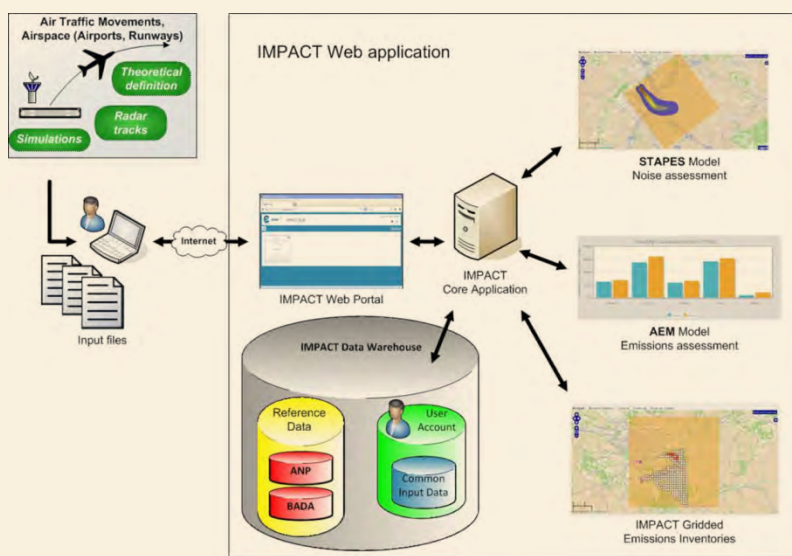 Air Traffic Movements,
Airspace (Airports, Runways)
Theoretical
definition
Radar
tracks
Simulations
Internet
Input files
IMPACT Web application
IMPACT Web Portal
IMPACT
Core Application
STAPES Model
Noise assessment
AEM Model
Emissions assessment
IMPACT Gridded
Emissions Inventories
IMPACT Data Warehouse
Reference
Data
ANP
BADA
User
Account
Common
Input Data